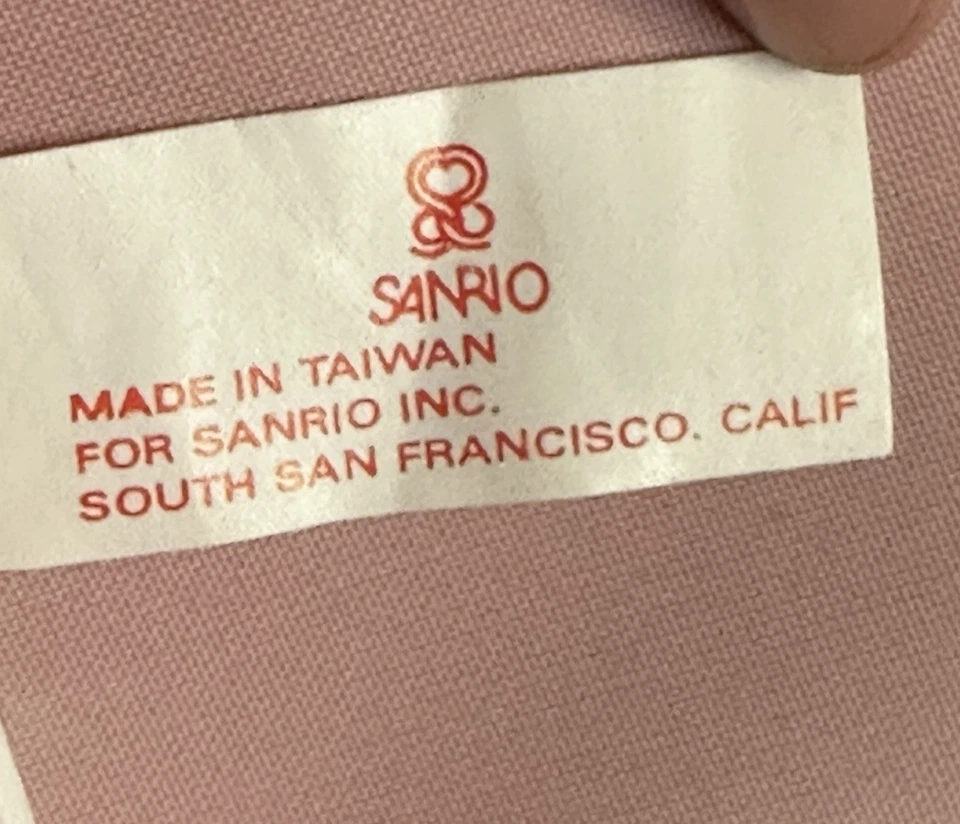 SANRIO
MADE IN TAIWAN
FOR SANRIO INC.
SOUTH SAN FRANCISCO. CALIF